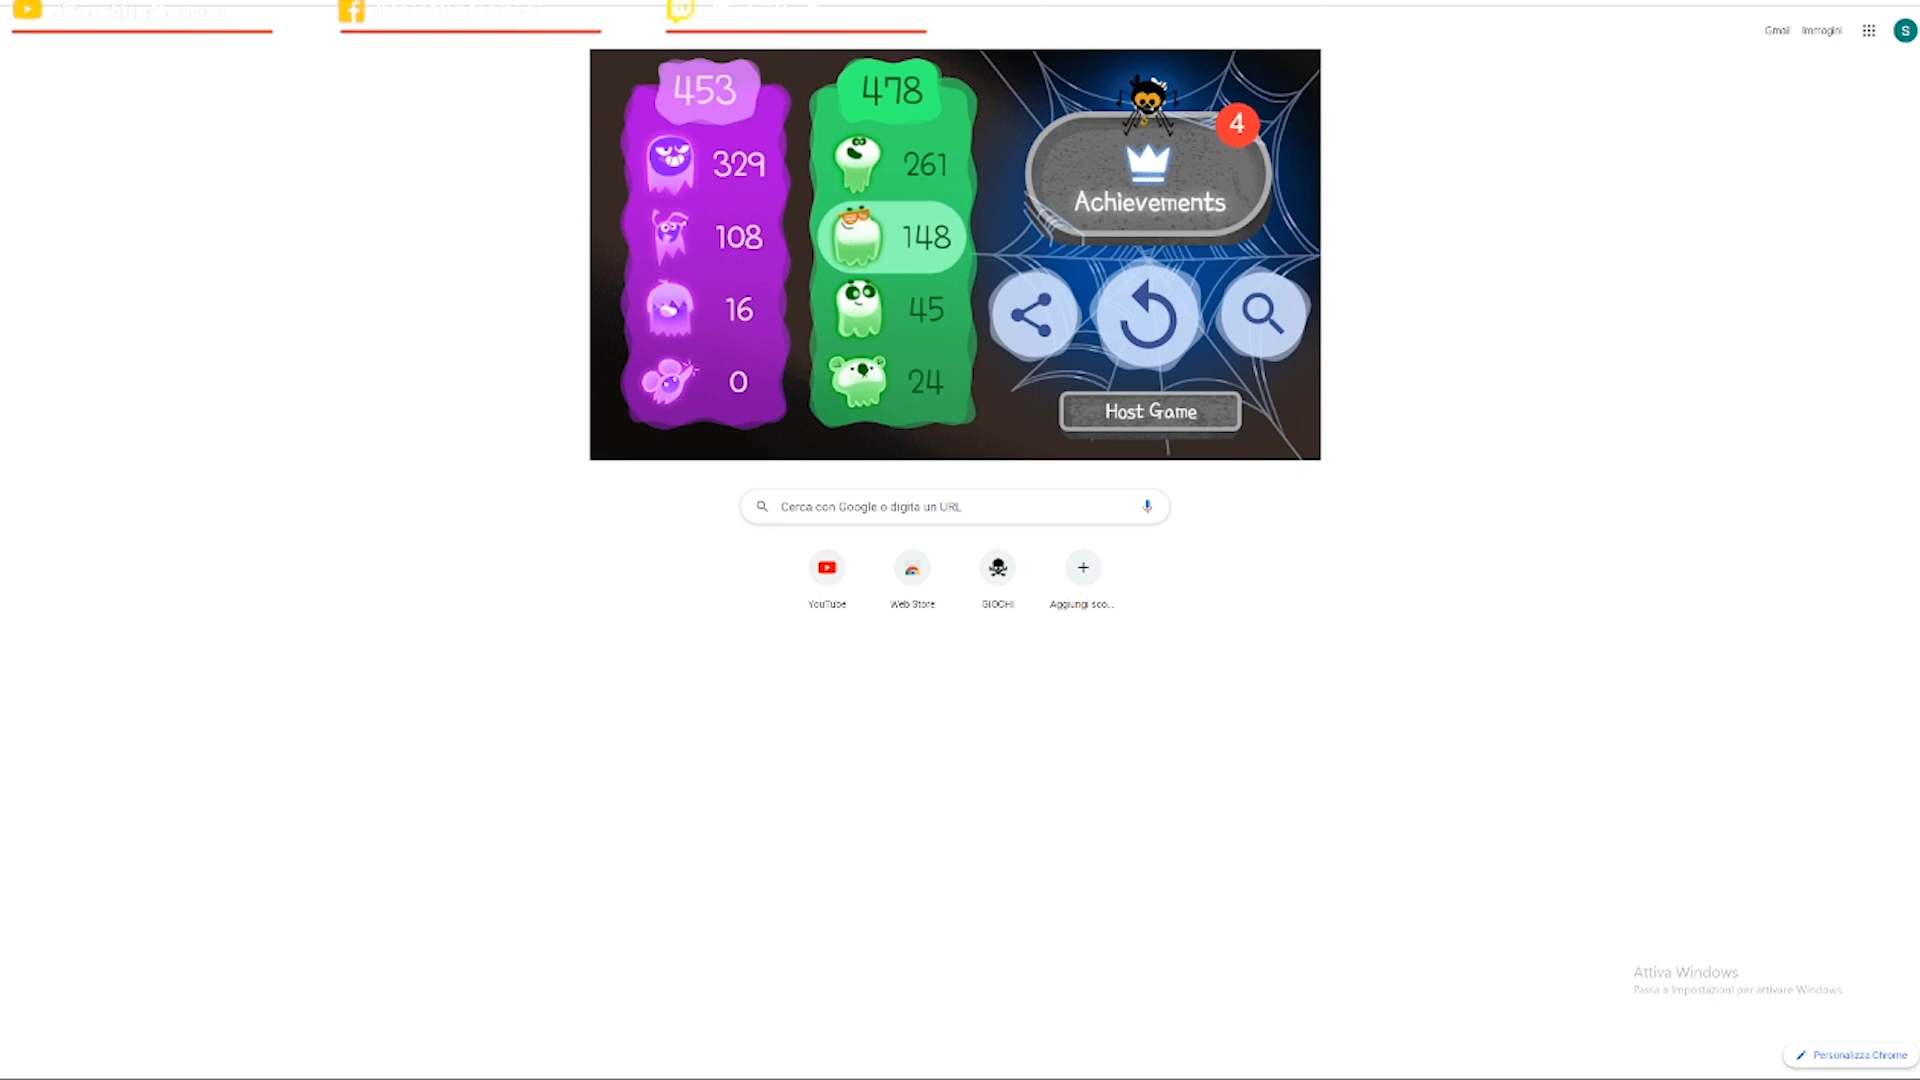 Gmail Immagini
S
453
329
108
16
0
478
261
148
45
24
4
Achievements
Host Game
Cerca con Google o digita un URL
YouTube
Web Store
GIOCHI
Aggiungi sco...
Attiva Windows
Passa a Impostazioni per attivare Windows.
Personalizza Chrome